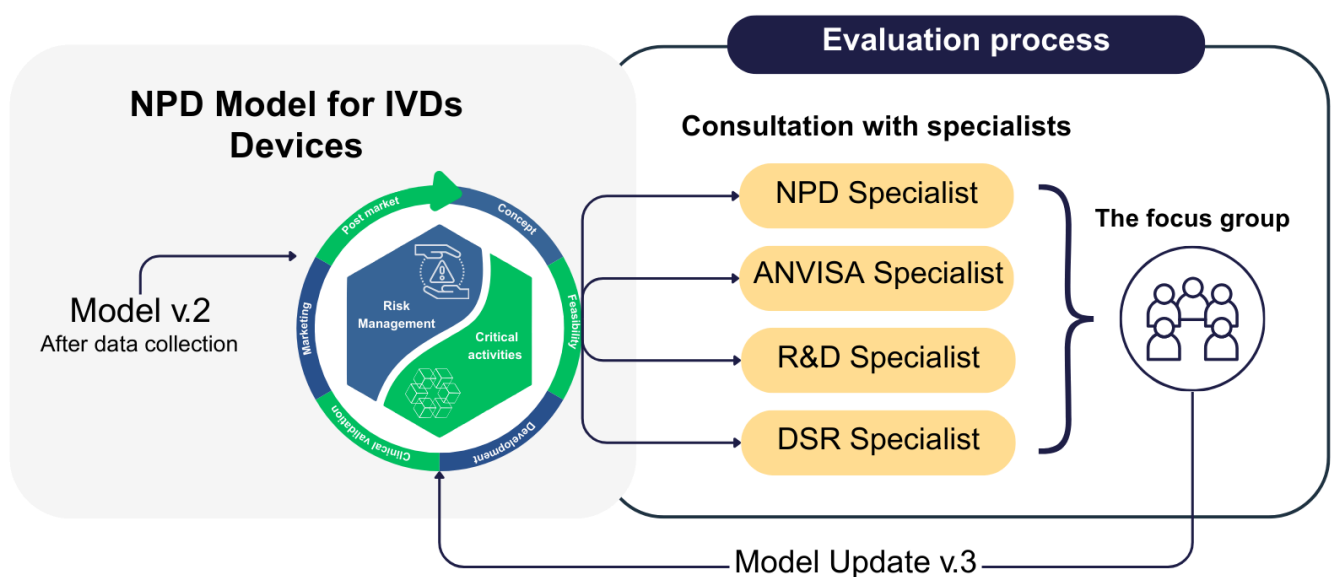 Evaluation process
NPD Model for IVDs
Devices
Consultation with specialists
NPD Specialist
ANVISA Specialist
R&D Specialist
DSR Specialist
The focus group
Model v.2
After data collection
Post market
Concept
Feasibility
Development
Clinical validation
Marketing
Risk
Management
Critical
activities
Model Update v.3